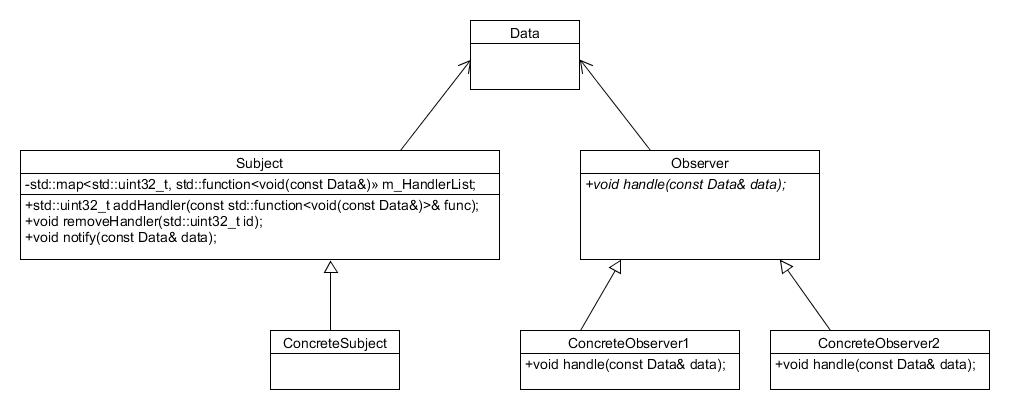 Data
Subject
-std::map<std::uint32_t, std::function<void(const Data&)» m_HandlerList;
+std::uint32_t addHandler(const std::function<void(const Data&)>& func);
+void removeHandler(std::uint32_t id);
+void notify(const Data& data);
Observer
+void handle(const Data& data);
ConcreteSubject
ConcreteObserver1
+void handle(const Data& data);
ConcreteObserver2
+void handle(const Data& data);